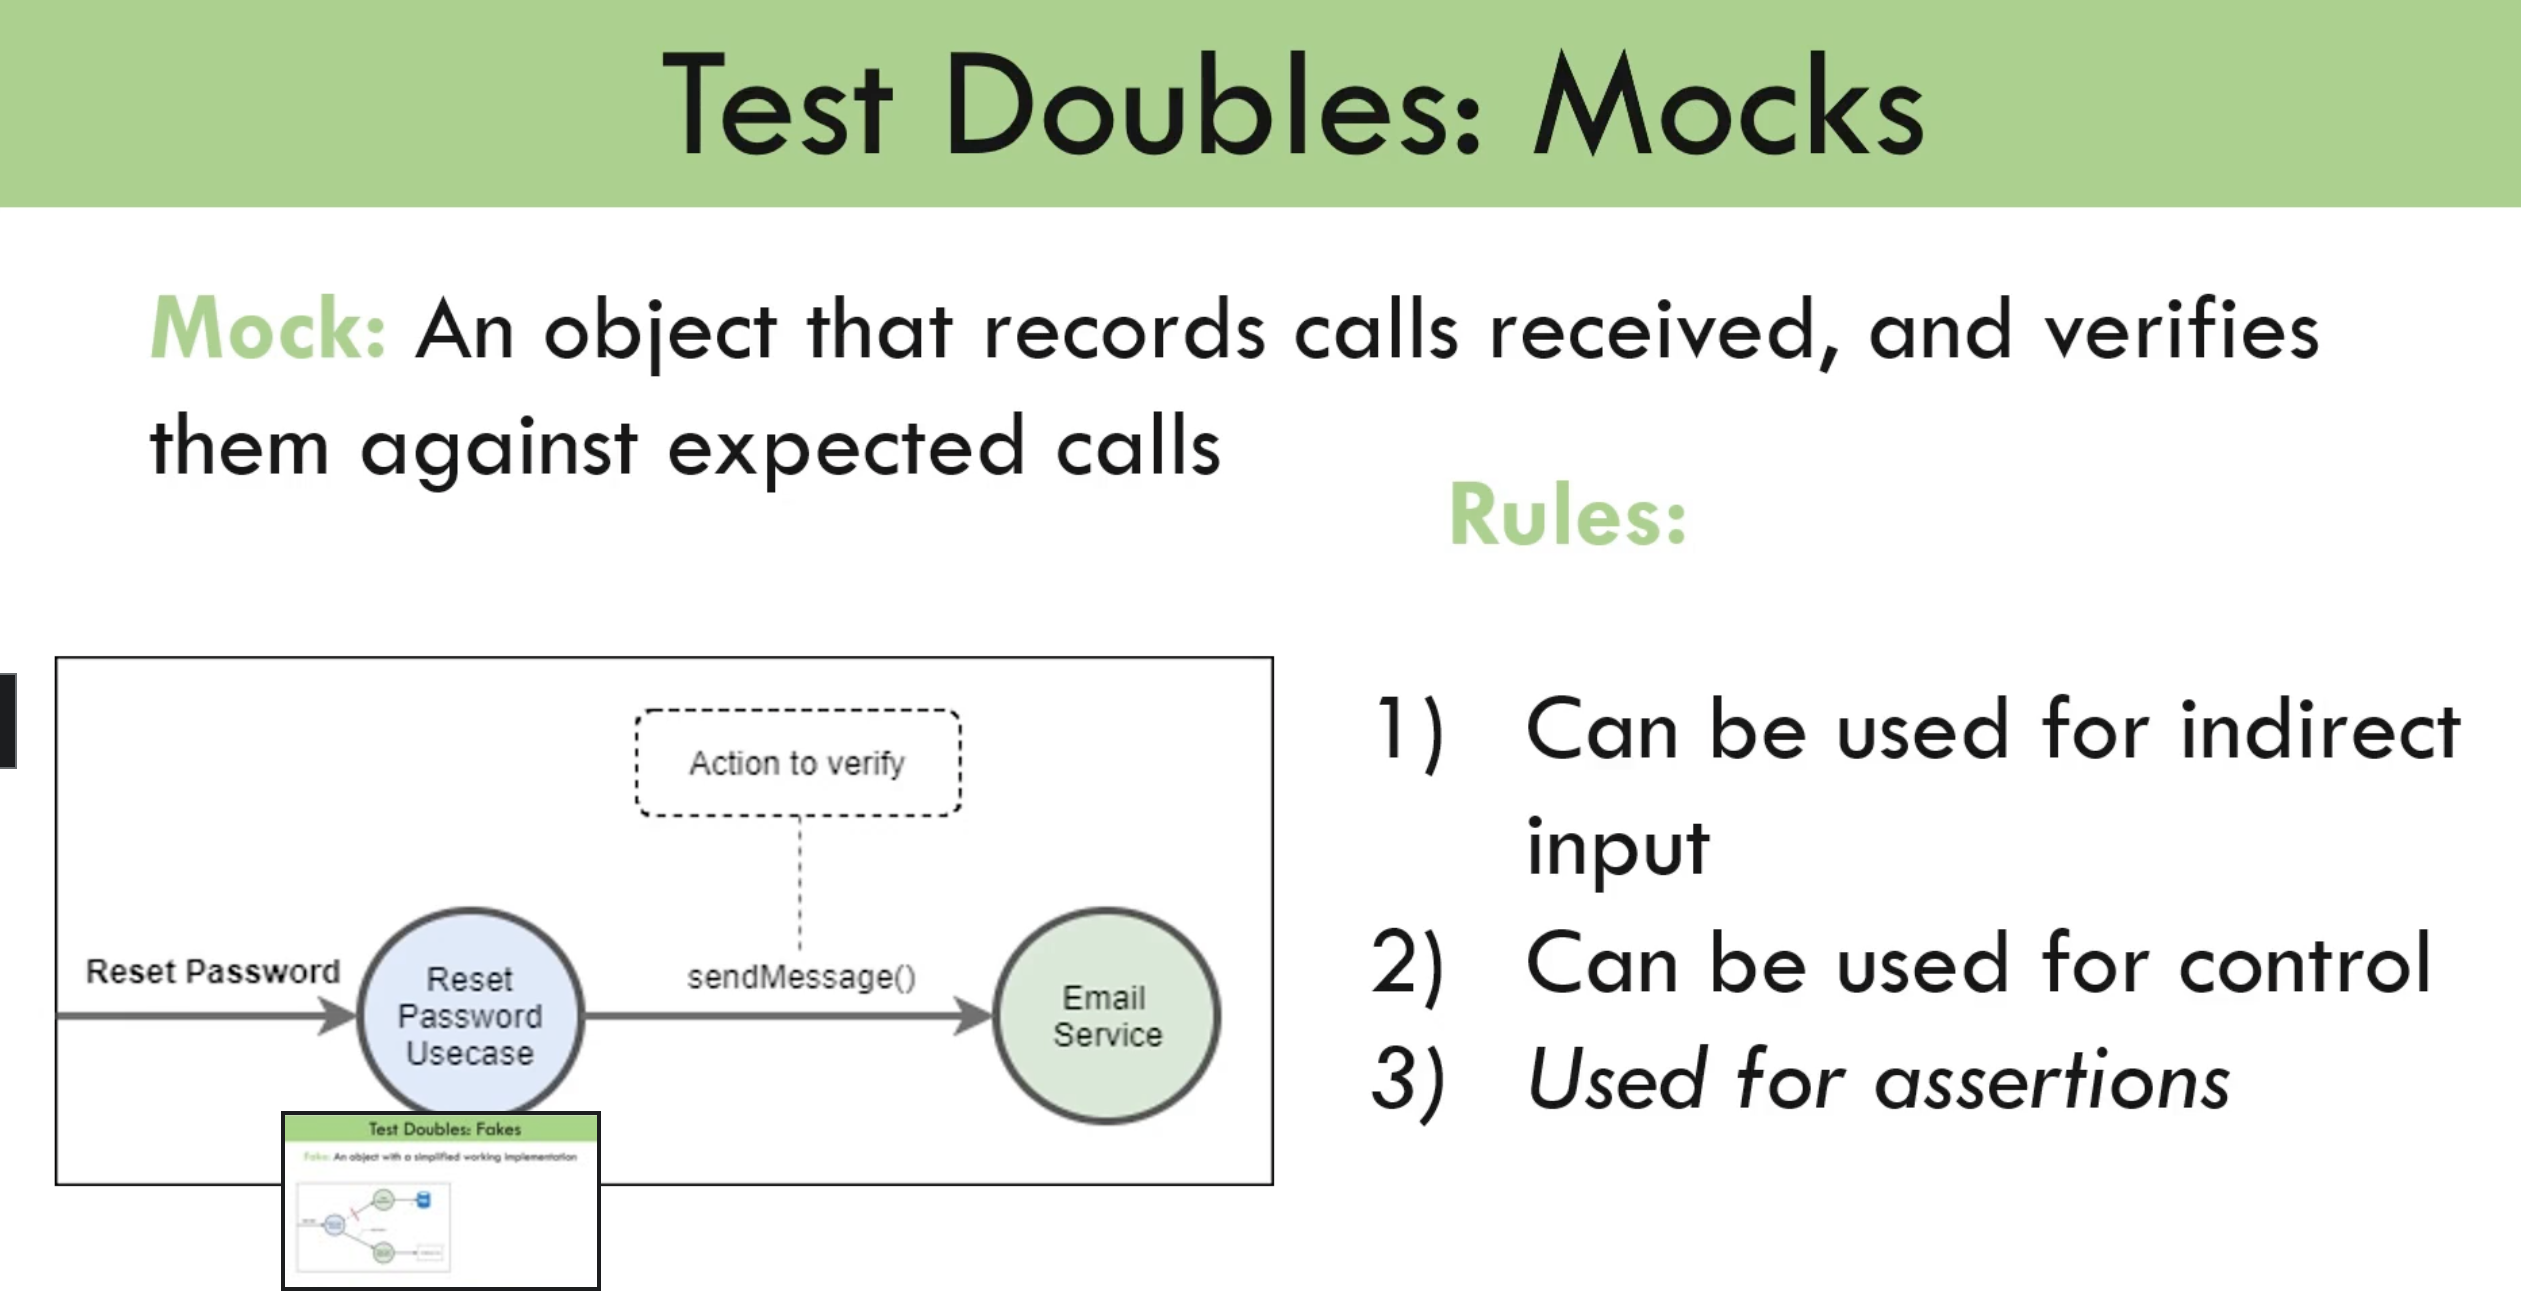 Test Doubles: Mocks
Mock: An object that records calls received, and verifies
them against expected calls
Rules:
1) Can be used for indirect
input
2) Can be used for control
3) Used for assertions
Action to verify
Reset Password
Reset
Password
Usecase
sendMessage()
Email
Service
Test Doubles: Fakes
Fake: An object with a simplified working implementation